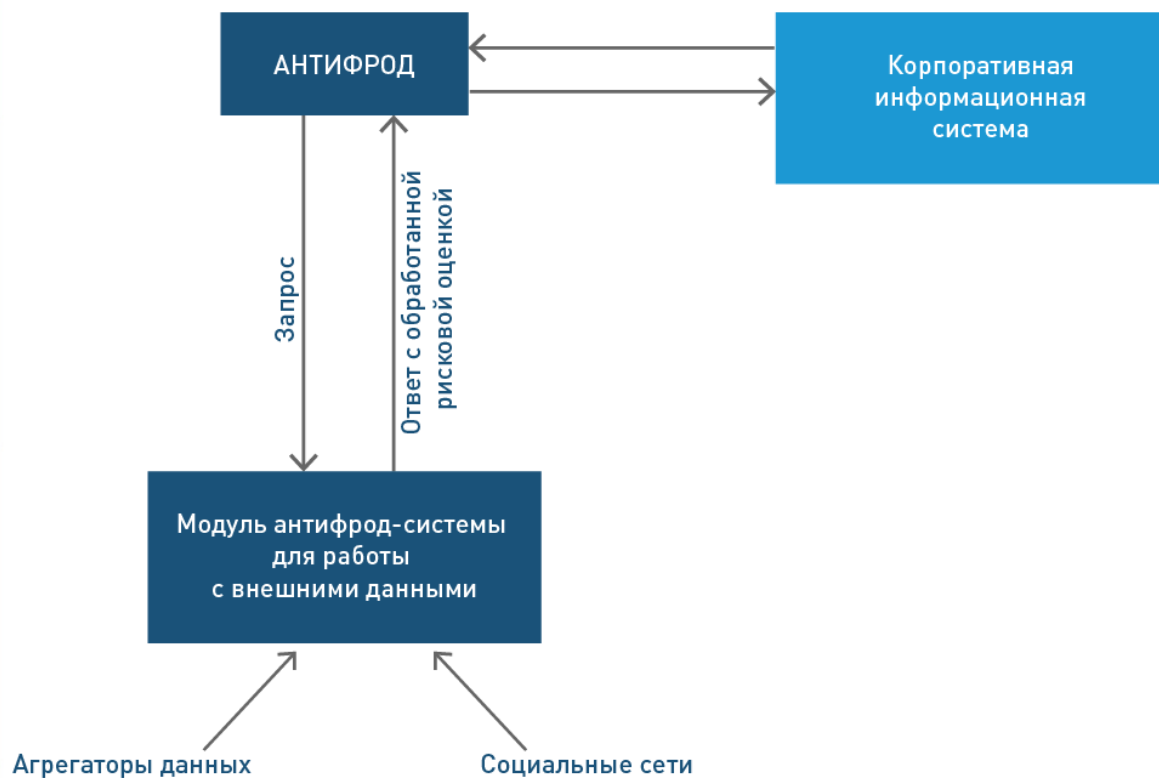 АНТИФРОД
Корпоративная
информационная
система
Запрос
Ответ с обработанной
рисковой оценкой
Модуль антифрод-системы
для работы
с внешними данными
Агрегаторы данных
Социальные сети